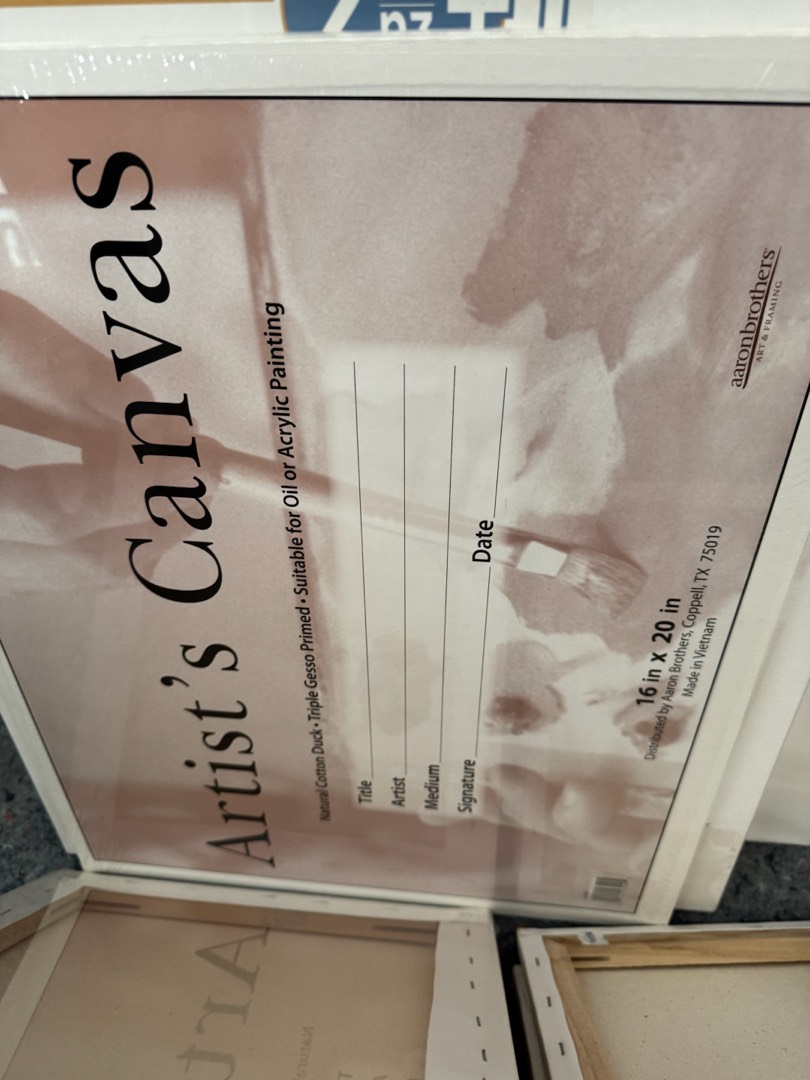 Artist's Canvas
Natural Cotton Duck • Triple Gesso Primed • Suitable for Oil or Acrylic Painting
Title
Artist
Medium
Signature Date
16 in x 20 in
Distributed by Aaron Brothers, Coppell, TX 75019
Made in Vietnam
aaronbrothers
ART & FRAMING